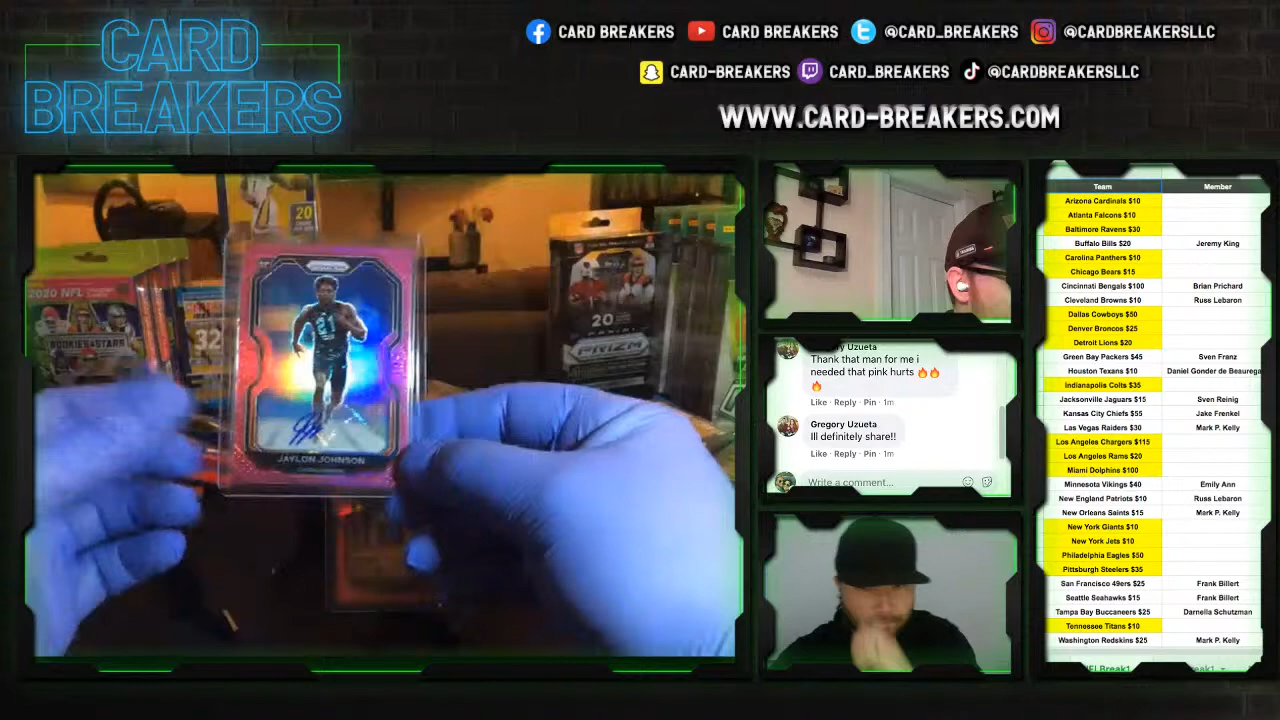 CARD
BREAKERS
CARD BREAKERS
CARD BREAKERS
@CARD_BREAKERS
@CARDBREAKERSLLC
CARD-BREAKERS
CARD_BREAKERS
@CARDBREAKERSLLC
WWW.CARD-BREAKERS.COM
20
2020 NFL
ROOKIES&STARS
32
21
JAYLON JOHNSON
20
PRIZM
Uzueta
Thank that man for me i
needed that pink hurts 🔥🔥
🔥
Like · Reply · Pin · 1m
Gregory Uzueta
Ill definitely share!!
Like · Reply · Pin · 1m
Write a comment...
Team Member
Arizona Cardinals $10
Atlanta Falcons $10
Baltimore Ravens $30
Buffalo Bills $20 Jeremy King
Carolina Panthers $10
Chicago Bears $15
Cincinnati Bengals $100 Brian Prichard
Cleveland Browns $10 Russ Lebaron
Dallas Cowboys $50
Denver Broncos $25
Detroit Lions $20
Green Bay Packers $45 Sven Franz
Houston Texans $10 Daniel Gonder de Beaurega
Indianapolis Colts $35
Jacksonville Jaguars $15 Sven Reinig
Kansas City Chiefs $55 Jake Frenkel
Las Vegas Raiders $30 Mark P. Kelly
Los Angeles Chargers $115
Los Angeles Rams $20
Miami Dolphins $100
Minnesota Vikings $40 Emily Ann
New England Patriots $10 Russ Lebaron
New Orleans Saints $15 Mark P. Kelly
New York Giants $10
New York Jets $10
Philadelphia Eagles $50
Pittsburgh Steelers $35
San Francisco 49ers $25 Frank Billert
Seattle Seahawks $15 Frank Billert
Tampa Bay Buccaneers $25 Darnella Schutzman
Tennessee Titans $10
Washington Redskins $25 Mark P. Kelly